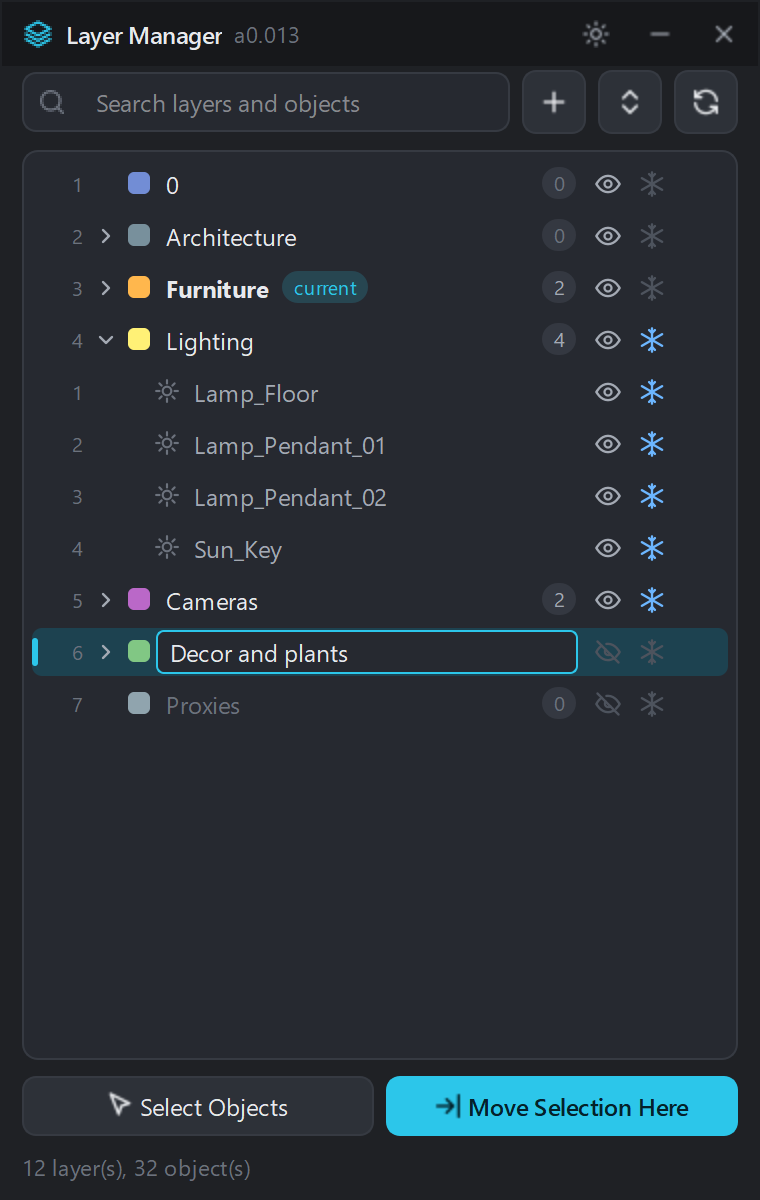 Layer Manager a0.013
Search layers and objects
1 0 0
2 Architecture 0
3 Furniture current 2
4 Lighting 4
1 Lamp_Floor
2 Lamp_Pendant_01
3 Lamp_Pendant_02
4 Sun_Key
5 Cameras 2
6 Decor and plants
7 Proxies 0
Select Objects Move Selection Here
12 layer(s), 32 object(s)